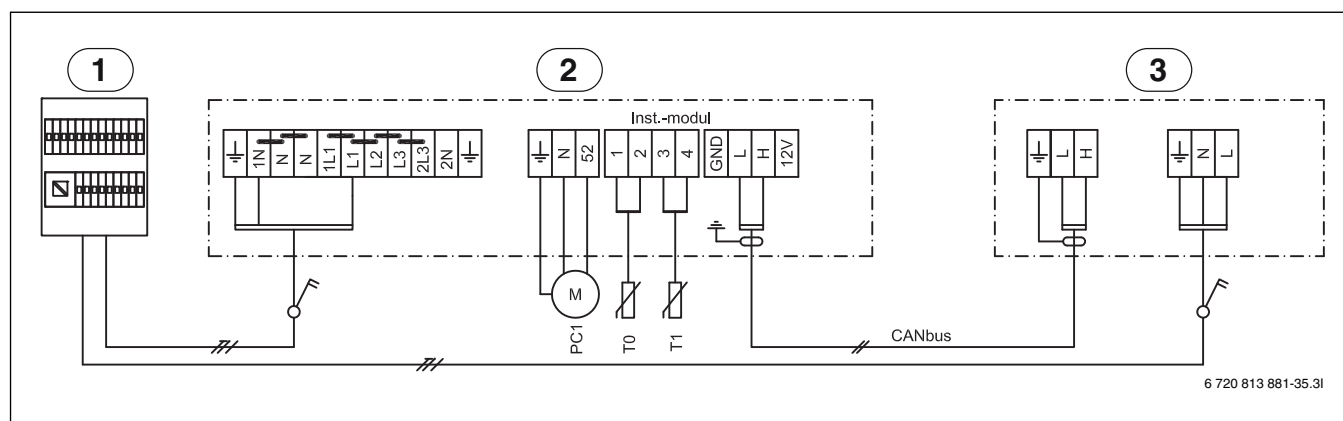 1
2
3
Inst.-modul
1N
N
N
1L1
L1
L2
L3
2L3
2N
N
52
1
2
3
4
GND
L
H
12V
L
H
N
L
M
PC1
T0
T1
CANbus
6 720 813 881-35.3I